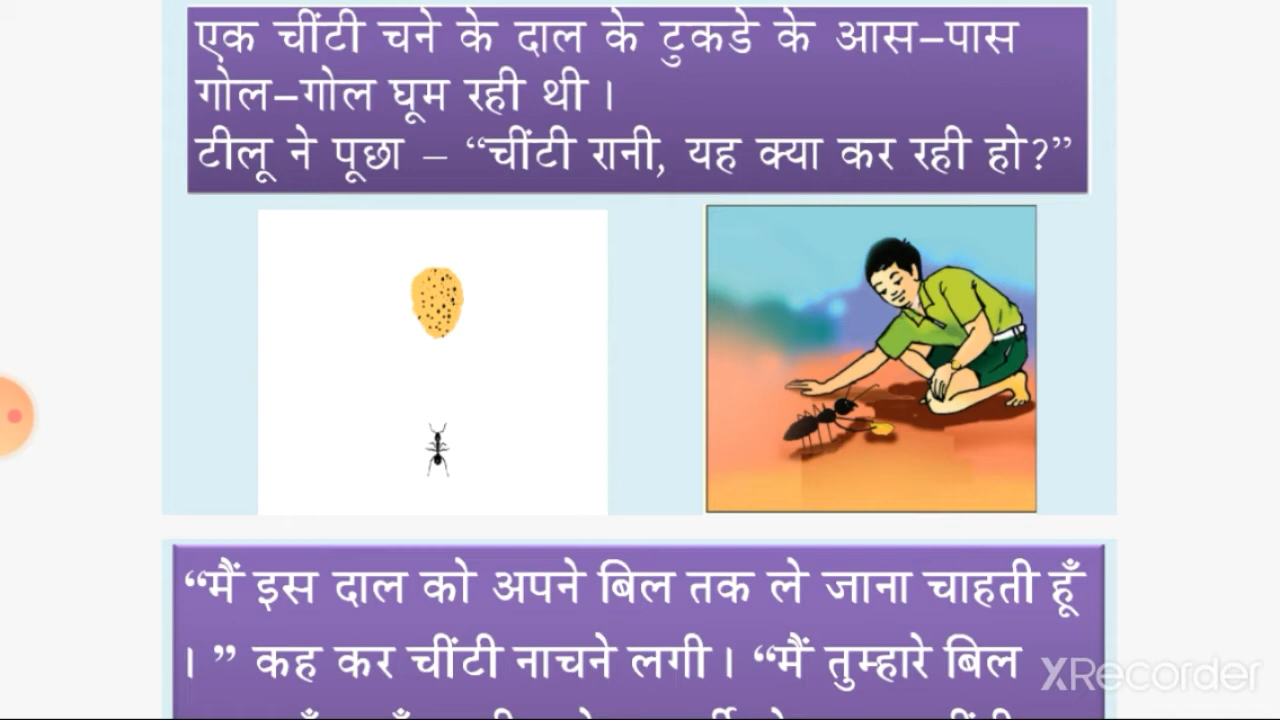 एक चींटी चने के दाल के टुकडे के आस–पास
गोल–गोल घूम रही थी ।
टीलू ने पूछा – “चींटी रानी, यह क्या कर रही हो?”
“मैं इस दाल को अपने बिल तक ले जाना चाहती हूँ
। ” कह कर चींटी नाचने लगी । “मैं तुम्हारे बिल
XRecorder